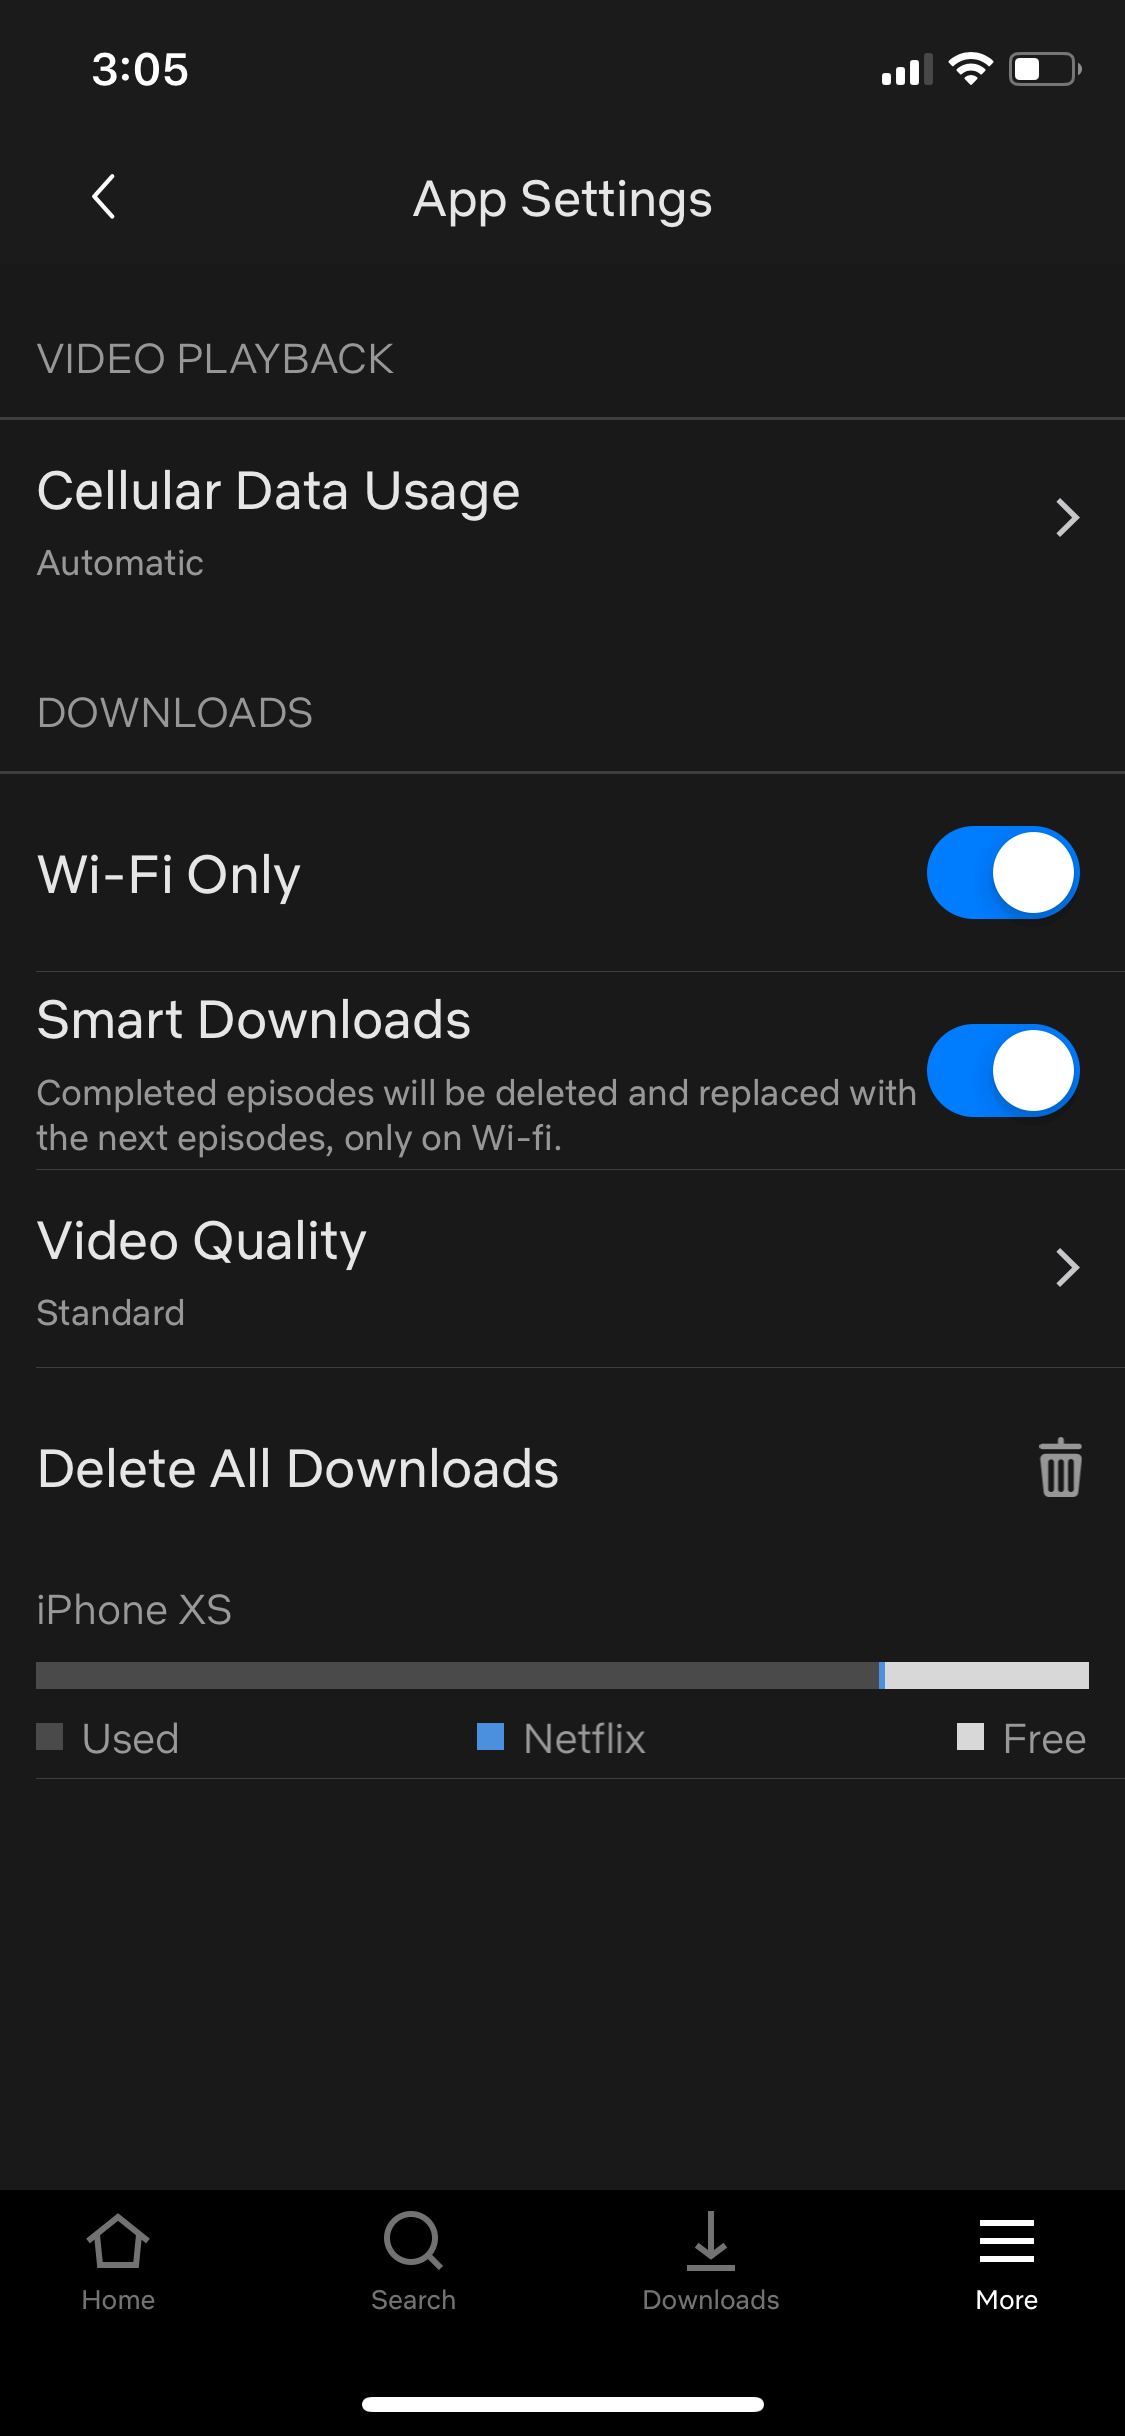 3:05
App Settings
VIDEO PLAYBACK
Cellular Data Usage
Automatic
DOWNLOADS
Wi-Fi Only
Smart Downloads
Completed episodes will be deleted and replaced with
the next episodes, only on Wi-fi.
Video Quality
Standard
Delete All Downloads
iPhone XS
Used Netflix Free
Home Search Downloads More